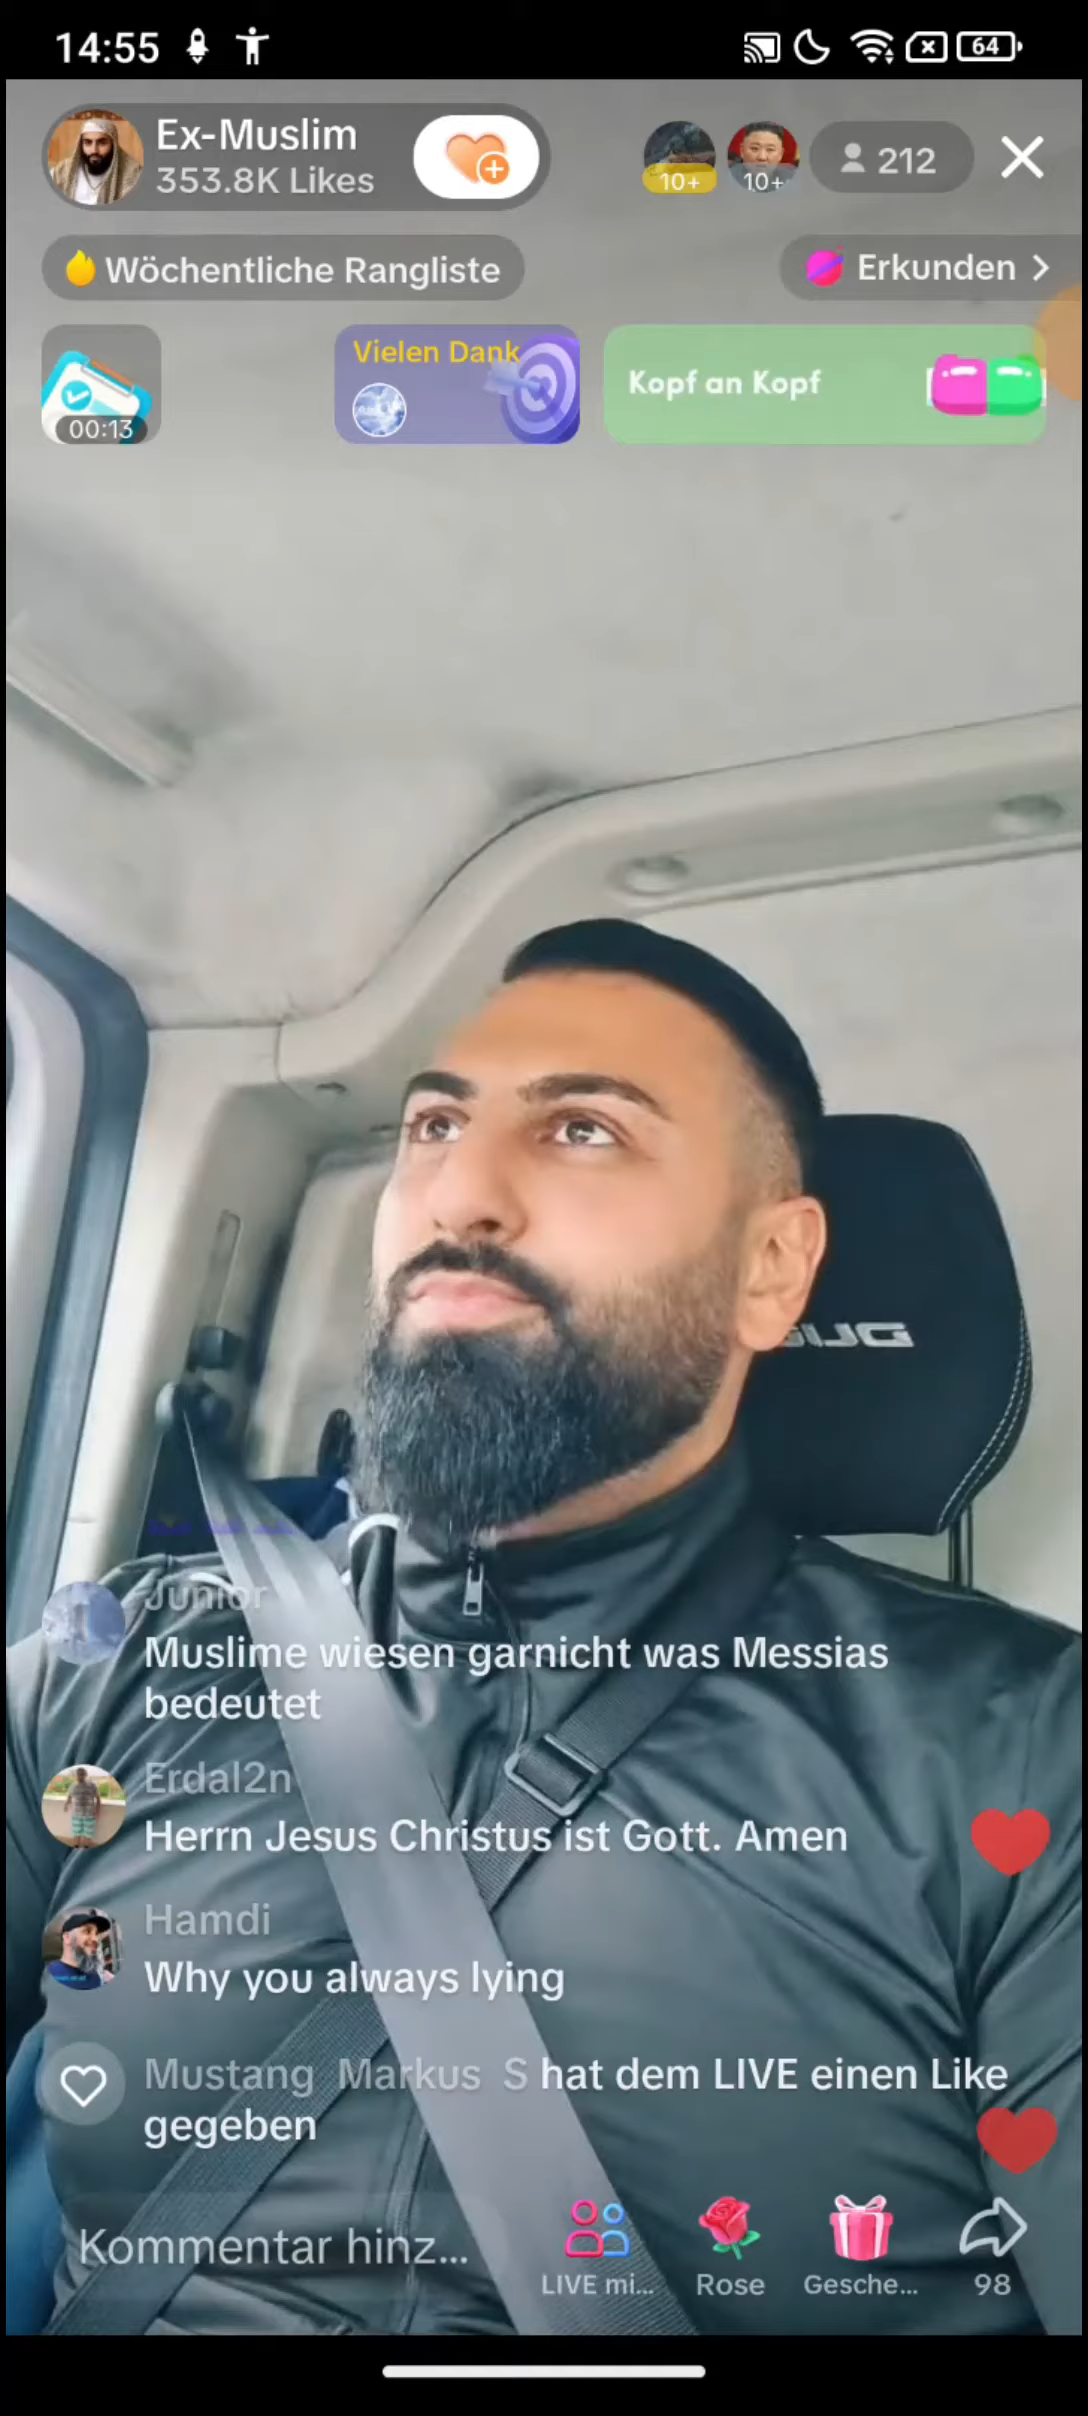 14:55
64
Ex-Muslim
353.8K Likes
10+
10+
212
Wöchentliche Rangliste
Erkunden >
Vielen Dank
Kopf an Kopf
00:13
Junior
Muslime wiesen garnicht was Messias
bedeutet
Erdal2n
Herrn Jesus Christus ist Gott. Amen
Hamdi
Why you always lying
Mustang Markus S hat dem LIVE einen Like
gegeben
Kommentar hinz...
LIVE mi...
Rose
Gesche...
98